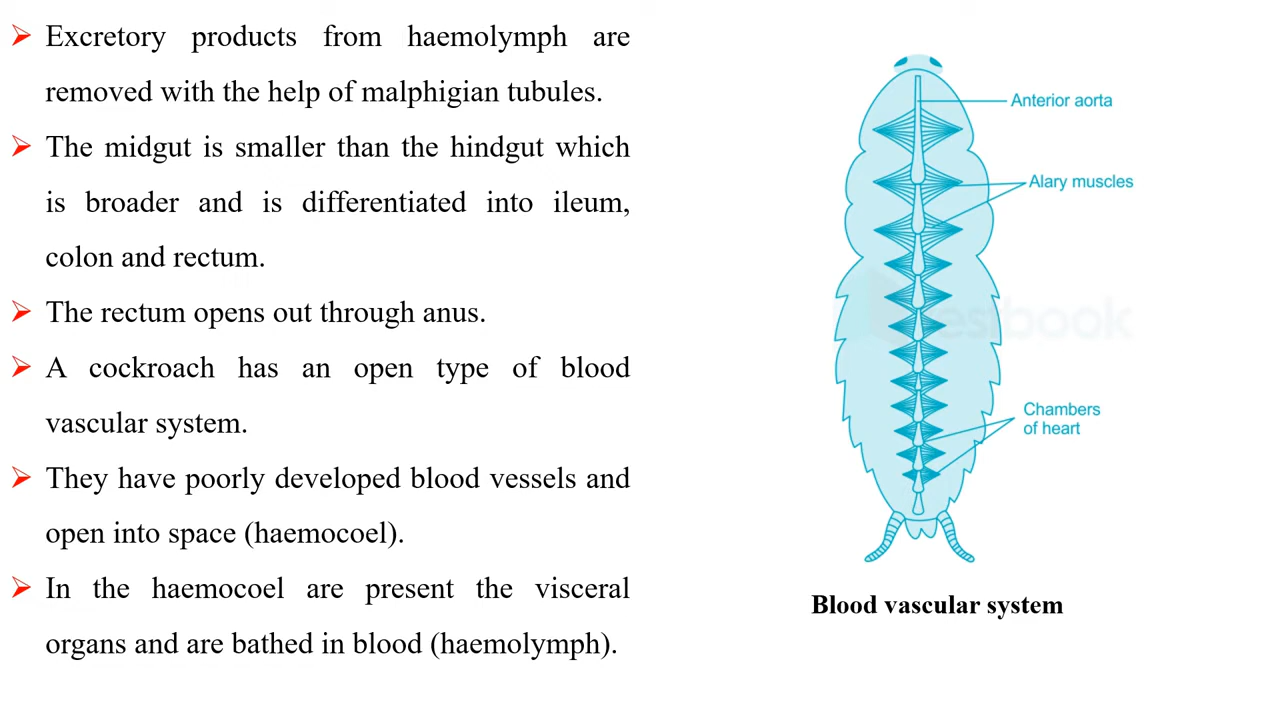 ➢ Excretory products from haemolymph are
removed with the help of malphigian tubules.
➢ The midgut is smaller than the hindgut which
is broader and is differentiated into ileum,
colon and rectum.
➢ The rectum opens out through anus.
➢ A cockroach has an open type of blood
vascular system.
➢ They have poorly developed blood vessels and
open into space (haemocoel).
➢ In the haemocoel are present the visceral
organs and are bathed in blood (haemolymph).
Anterior aorta
Alary muscles
testbook
Chambers
of heart
Blood vascular system